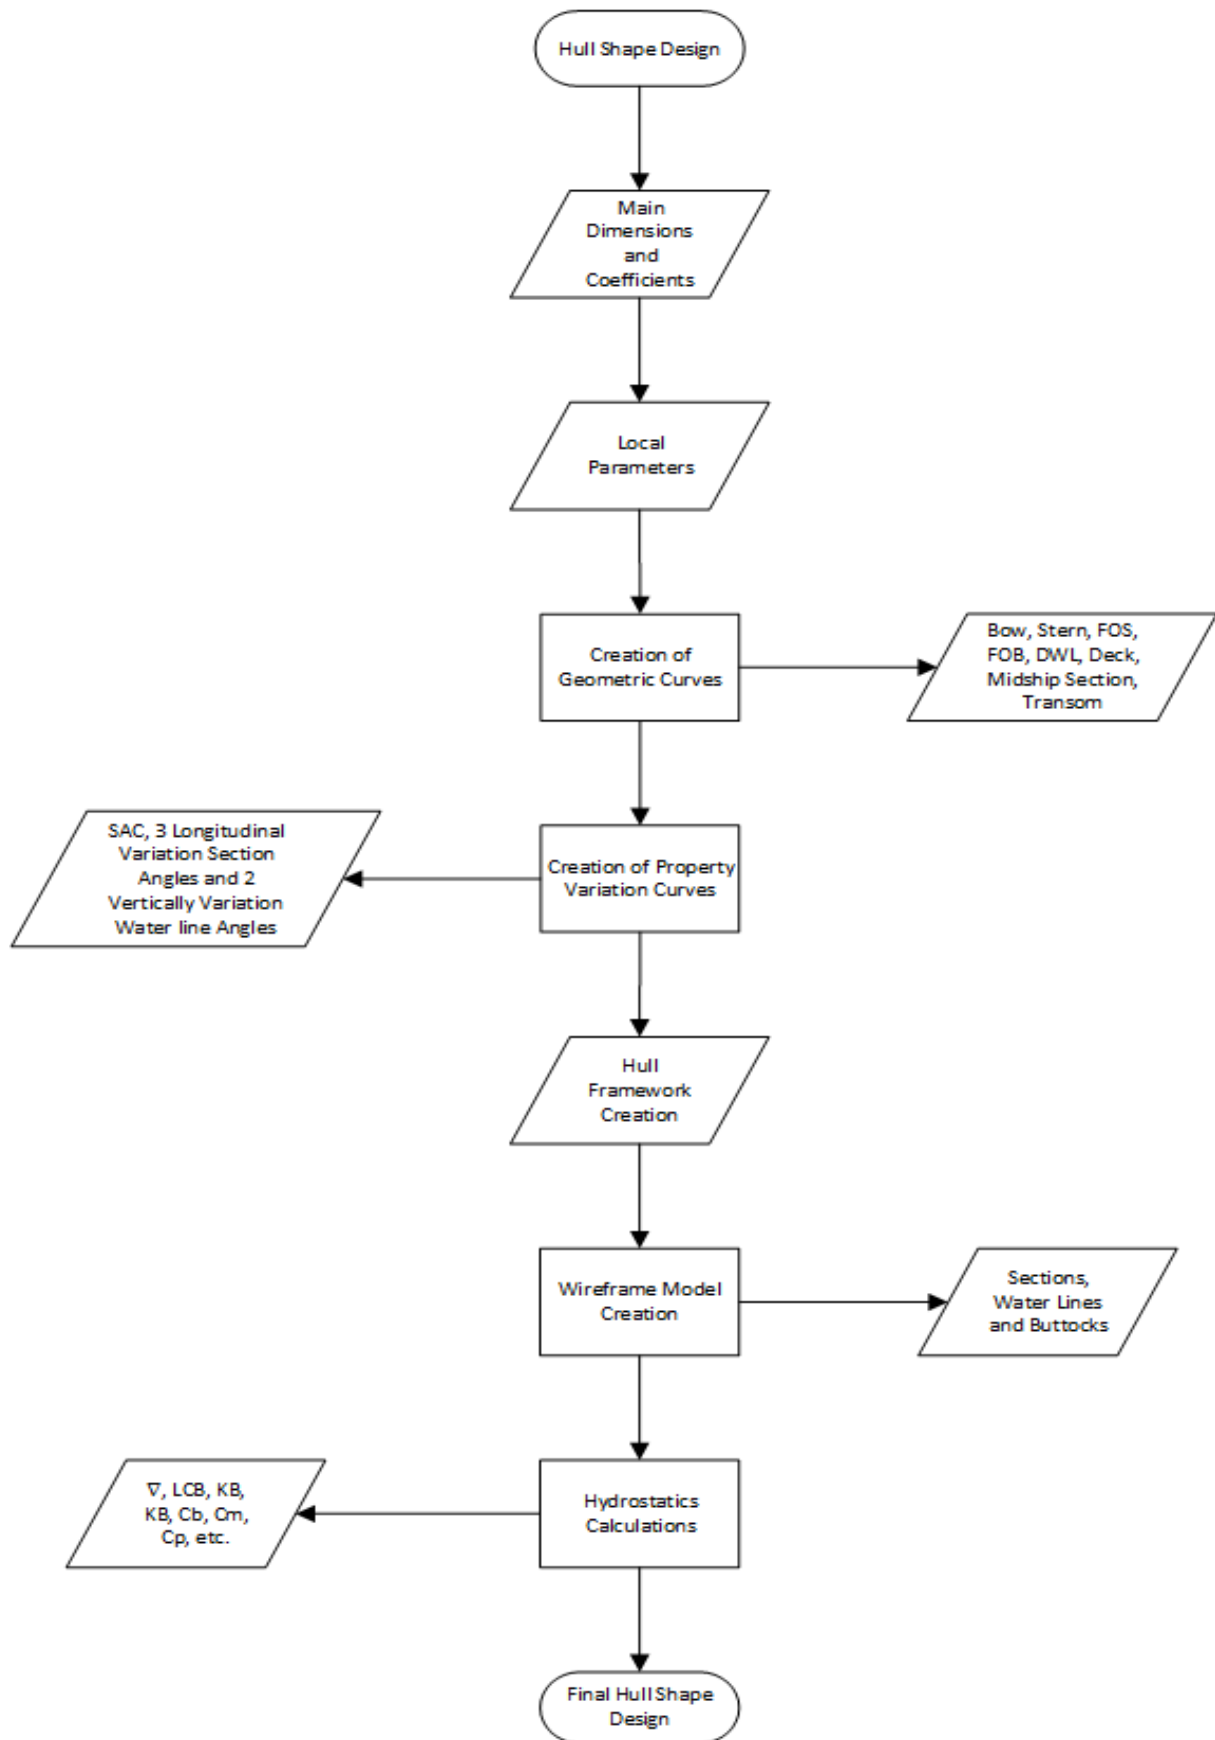 Hull Shape Design
Main
Dimensions
and
Coefficients
Local
Parameters
Creation of
Geometric Curves
Bow, Stern, FOS,
FOB, DWL, Deck,
Midship Section,
Transom
SAC, 3 Longitudinal
Variation Section
Angles and 2
Vertically Variation
Water line Angles
Creation of Property
Variation Curves
Hull
Framework
Creation
Wireframe Model
Creation
Sections,
Water Lines
and Buttocks
∇, LCB, KB,
KB, Cb, Cm,
Cp, etc.
Hydrostatics
Calculations
Final Hull Shape
Design